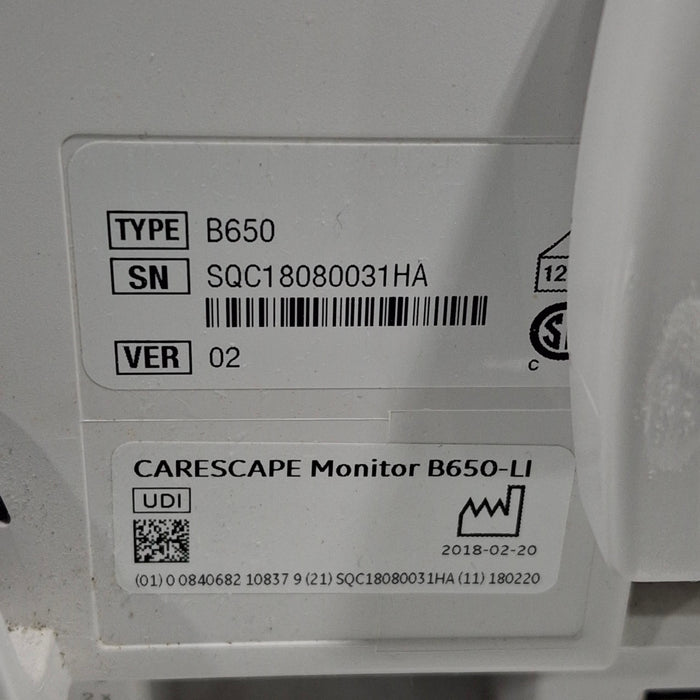 TYPE B650
SN SQC18080031HA
12
VER 02
C
CARESCAPE Monitor B650-LI
UDI
2018-02-20
(01) 0 0840682 10837 9 (21) SQC18080031HA (11) 180220